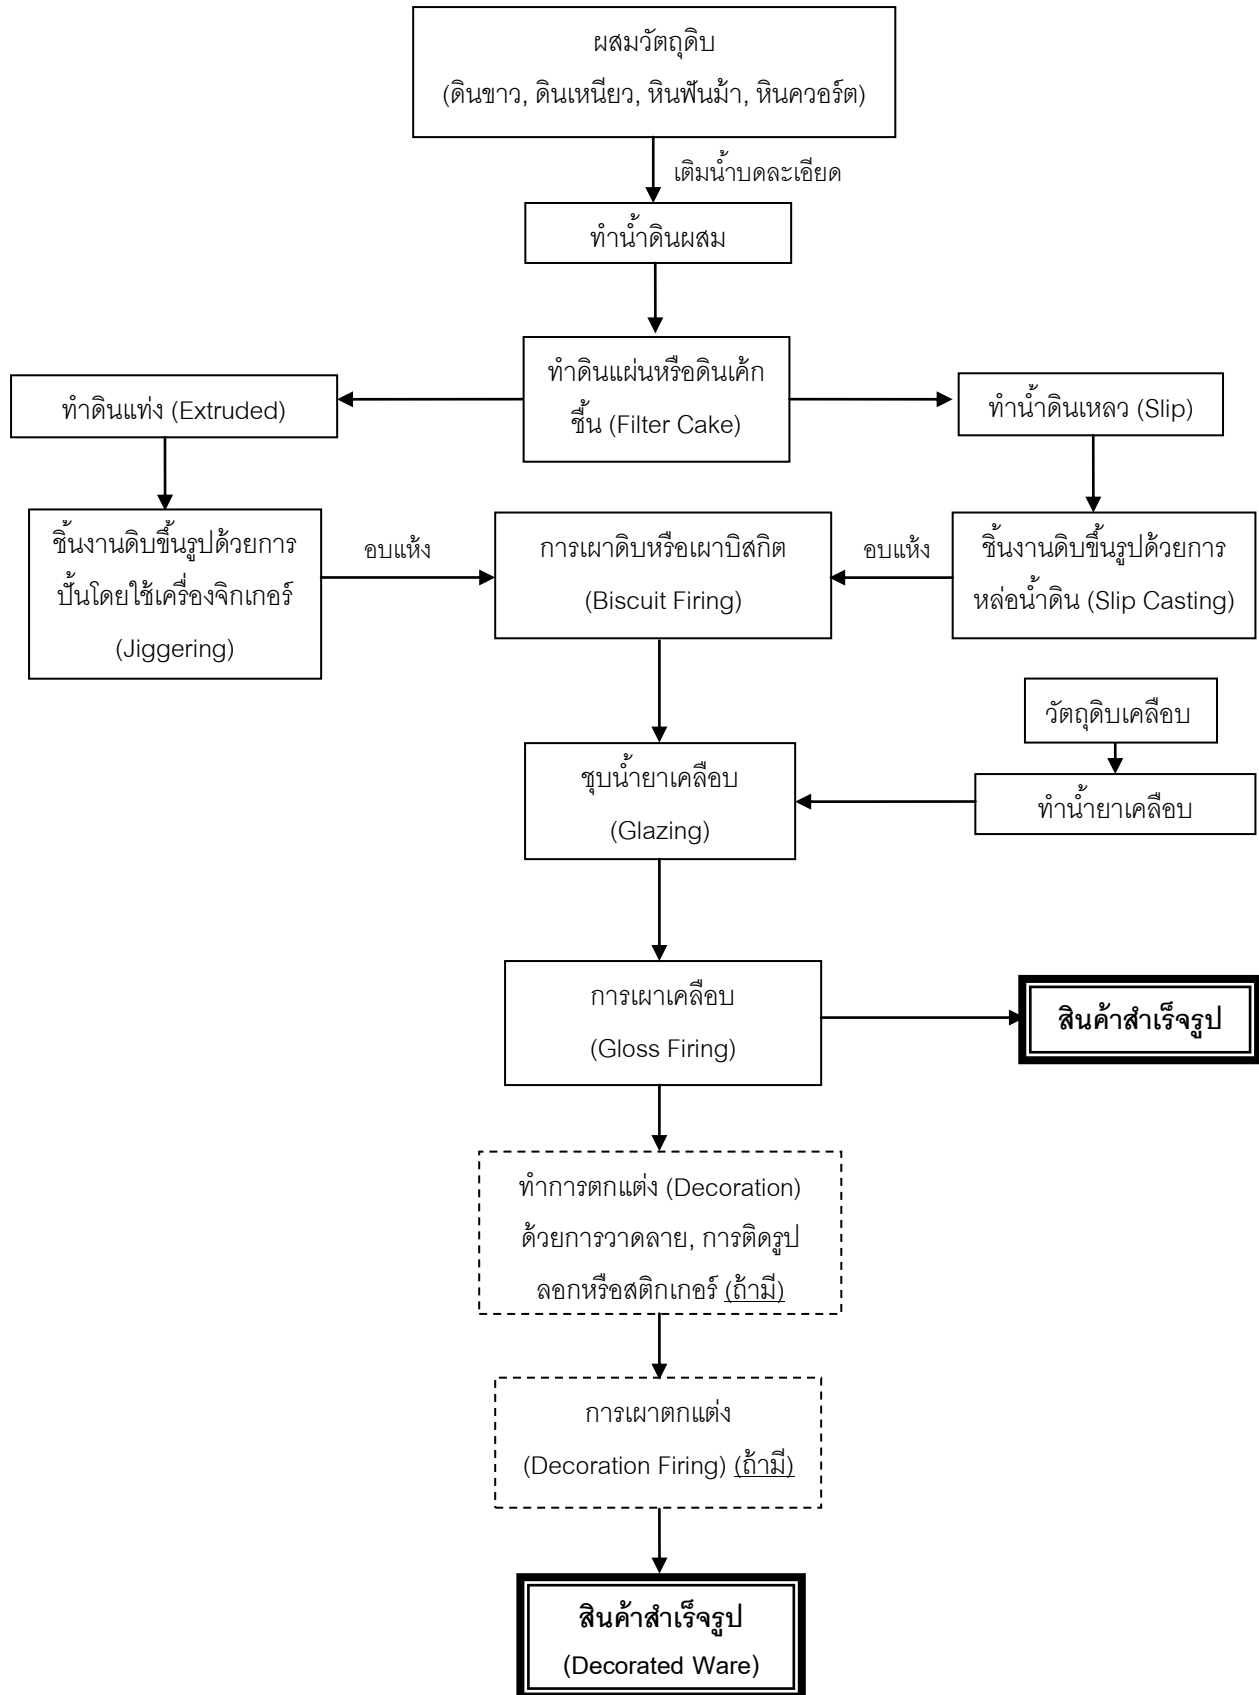 ผสมวัตถุดิบ
(ดินขาว, ดินเหนียว, หินฟันม้า, หินควอร์ต)
เติมน้ำบดละเอียด
ทำน้ำดินผสม
ทำดินแผ่นหรือดินเค้ก
ชื้น (Filter Cake)
ทำดินแท่ง (Extruded)
ทำน้ำดินเหลว (Slip)
ชิ้นงานดิบขึ้นรูปด้วยการ
ปั้นโดยใช้เครื่องจิกเกอร์
(Jiggering)
อบแห้ง
การเผาดิบหรือเผาบิสกิต
(Biscuit Firing)
อบแห้ง
ชิ้นงานดิบขึ้นรูปด้วยการ
หล่อน้ำดิน (Slip Casting)
วัตถุดิบเคลือบ
ชุบน้ำยาเคลือบ
(Glazing)
ทำน้ำยาเคลือบ
การเผาเคลือบ
(Gloss Firing)
สินค้าสำเร็จรูป
ทำการตกแต่ง (Decoration)
ด้วยการวาดลาย, การติดรูป
ลอกหรือสติกเกอร์ (ถ้ามี)
การเผาตกแต่ง
(Decoration Firing) (ถ้ามี)
สินค้าสำเร็จรูป
(Decorated Ware)